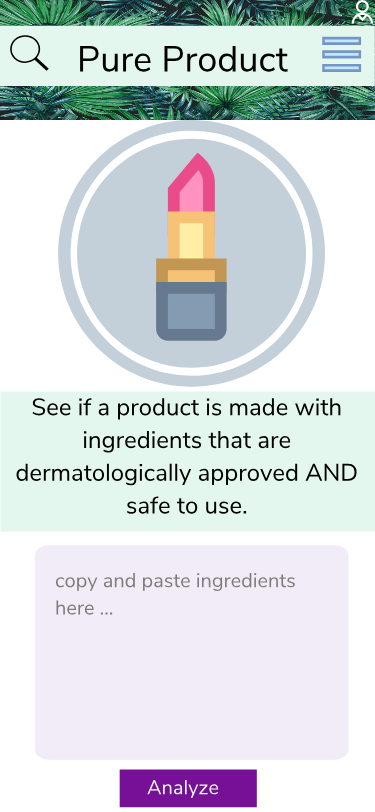 Pure Product
See if a product is made with
ingredients that are
dermatologically approved AND
safe to use.
copy and paste ingredients
here ...
Analyze